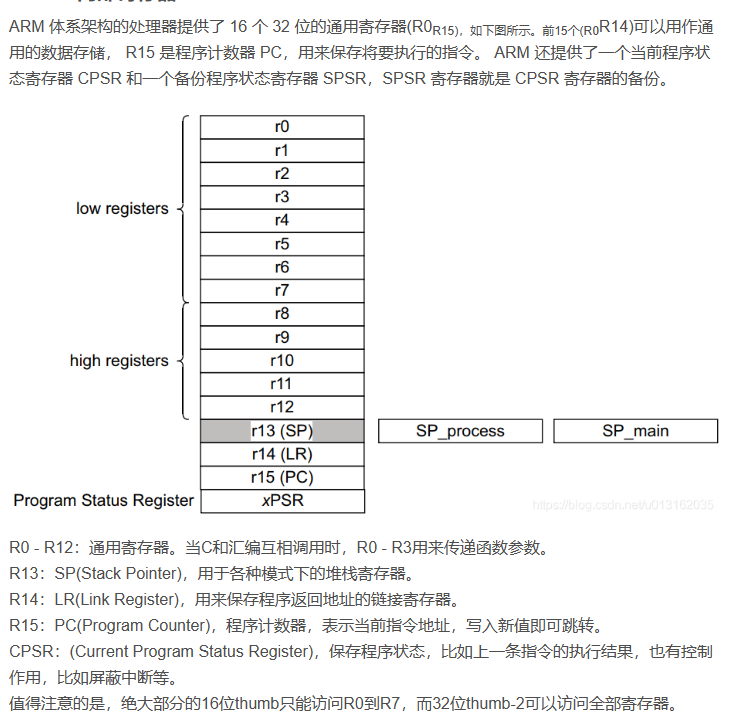 ARM 体系架构的处理器提供了 16 个 32 位的通用寄存器(R0R15)，如下图所示。前15个(R0R14)可以用作通
用的数据存储， R15 是程序计数器 PC，用来保存将要执行的指令。 ARM 还提供了一个当前程序状
态寄存器 CPSR 和一个备份程序状态寄存器 SPSR，SPSR 寄存器就是 CPSR 寄存器的备份。
r0
r1
r2
r3
low registers
r4
r5
r6
r7
r8
r9
high registers
r10
r11
r12
r13 (SP)
SP_process
SP_main
r14 (LR)
r15 (PC)
Program Status Register
xPSR
https://blog.csdn.net/u013162035
R0 - R12：通用寄存器。当C和汇编互相调用时，R0 - R3用来传递函数参数。
R13：SP(Stack Pointer)，用于各种模式下的堆栈寄存器。
R14：LR(Link Register)，用来保存程序返回地址的链接寄存器。
R15：PC(Program Counter)，程序计数器，表示当前指令地址，写入新值即可跳转。
CPSR：(Current Program Status Register)，保存程序状态，比如上一条指令的执行结果，也有控制
作用，比如屏蔽中断等。
值得注意的是，绝大部分的16位thumb只能访问R0到R7，而32位thumb-2可以访问全部寄存器。